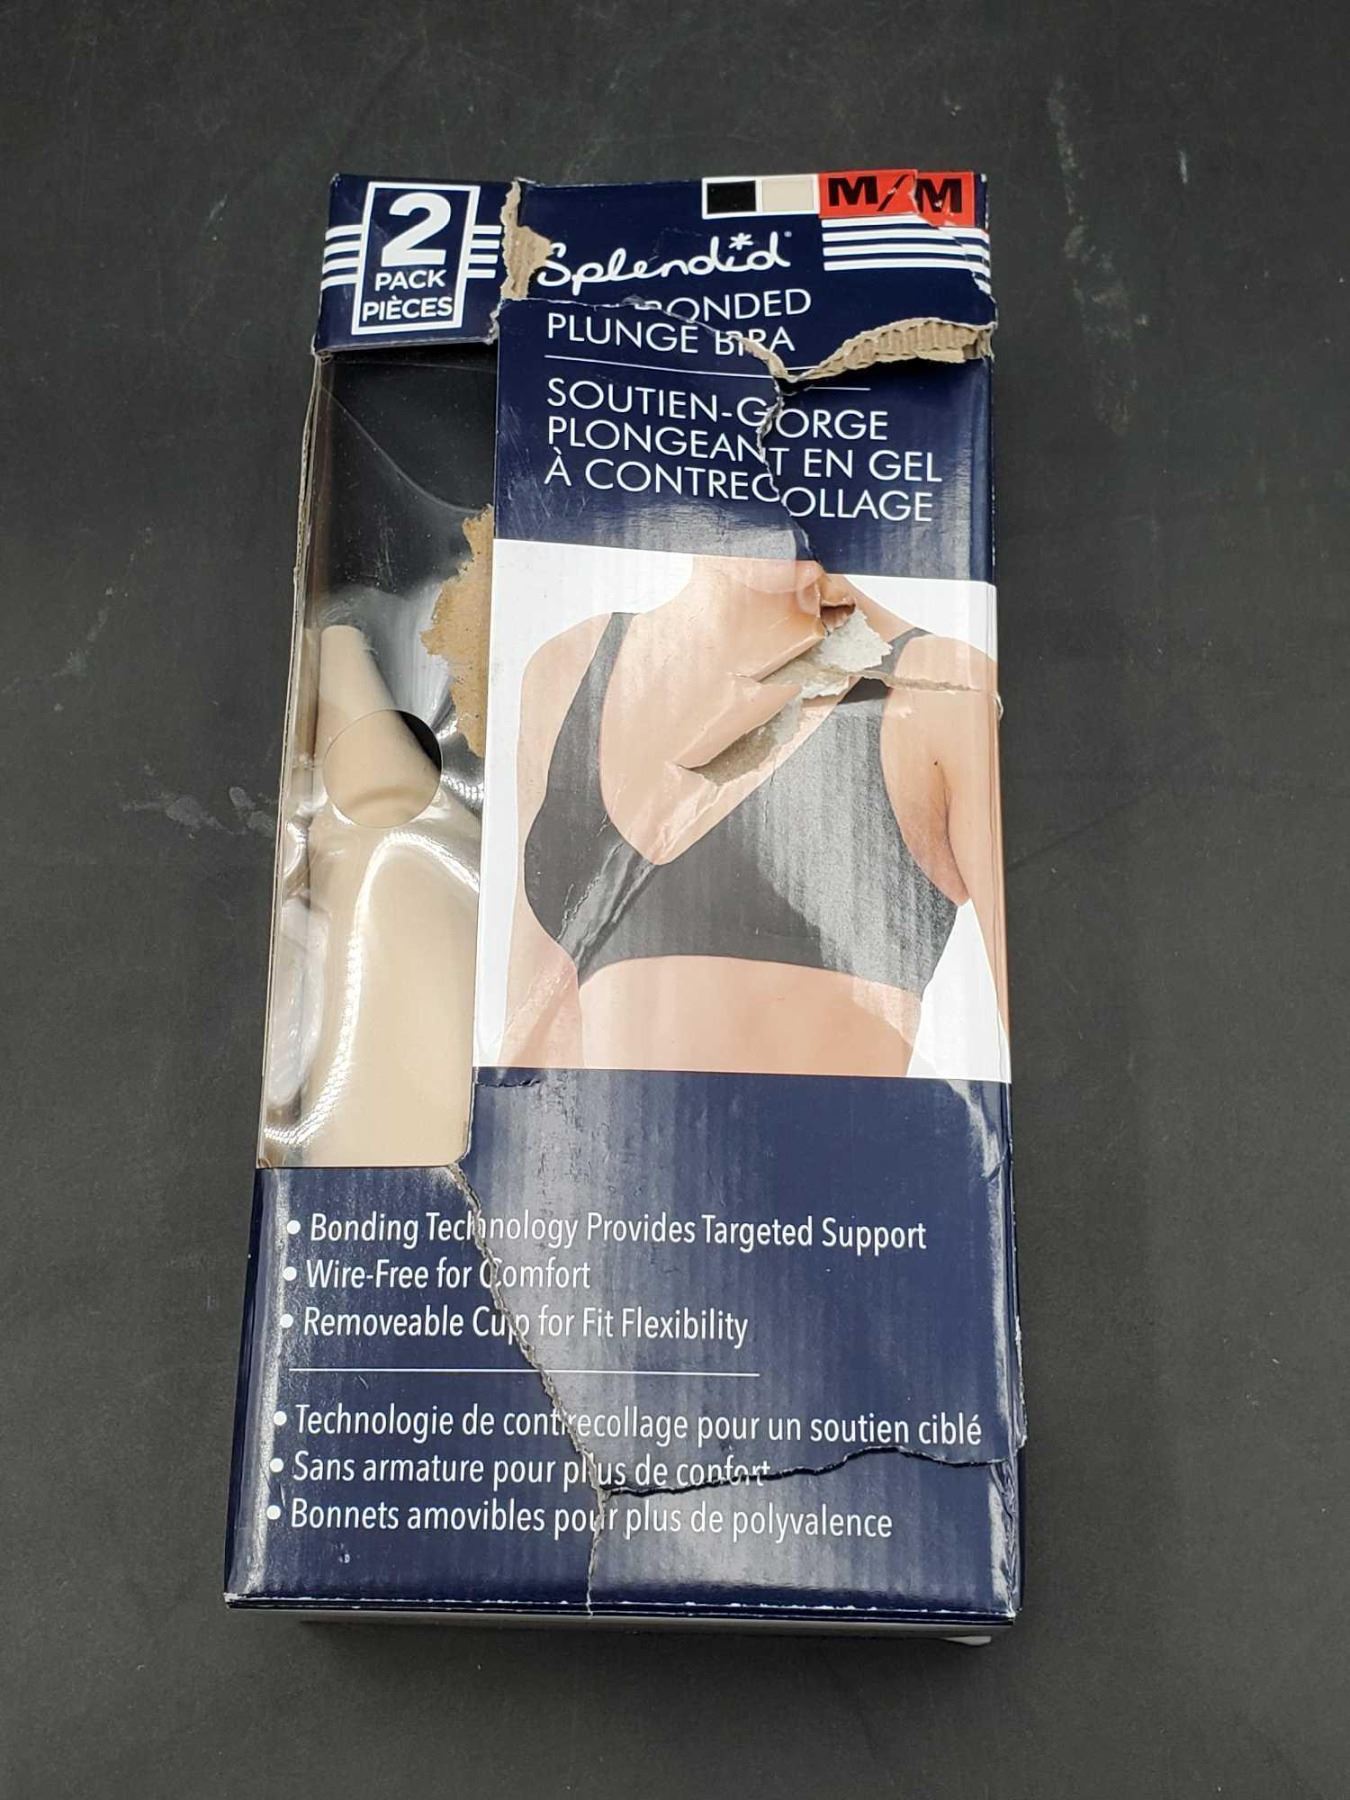 2
PACK
PIÈCES
M/M
Splendid
BONDED
PLUNGE BRA
SOUTIEN-GORGE
PLONGEANT EN GEL
À CONTRECOLLAGE
• Bonding Technology Provides Targeted Support
• Wire-Free for Comfort
• Removeable Cup for Fit Flexibility
• Technologie de contrecollage pour un soutien ciblé
• Sans armature pour plus de confort
• Bonnets amovibles pour plus de polyvalence